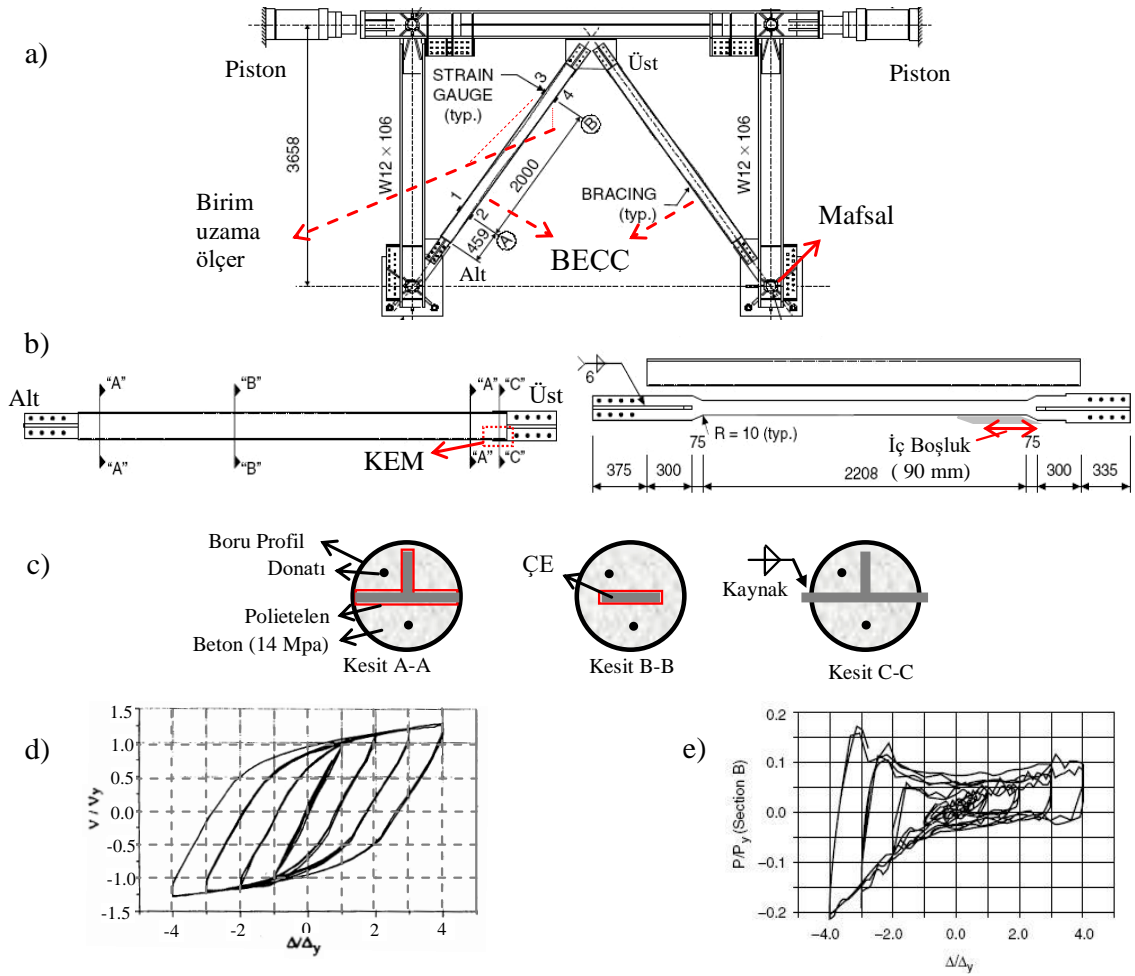 a)
Piston
Piston
Üst
STRAIN
GAUGE
(typ.)
3
4
3658
W12 × 106
W12 × 106
B
2000
1
2
BRACING
(typ.)
Birim
uzama
ölçer
Mafsal
459
A
BEÇÇ
Alt
b)
"A"
"B"
"A"
"C"
Alt
Üst
KEM
"A"
"B"
"A"
"C"
6
R = 10 (typ.)
75
75
İç Boşluk
( 90 mm)
375
300
2208
300
335
c)
Boru Profil
Donatı
Polietelen
Beton (14 Mpa)
ÇE
Kaynak
Kesit A-A
Kesit B-B
Kesit C-C
d)
V / Vy
1.5
1.0
0.5
0.0
-0.5
-1.0
-1.5
-4
-2
0
2
4
Δ/Δy
e)
P/Py (Section B)
0.2
0.1
0.0
−0.1
−0.2
−4.0
−2.0
0.0
2.0
4.0
Δ/Δy